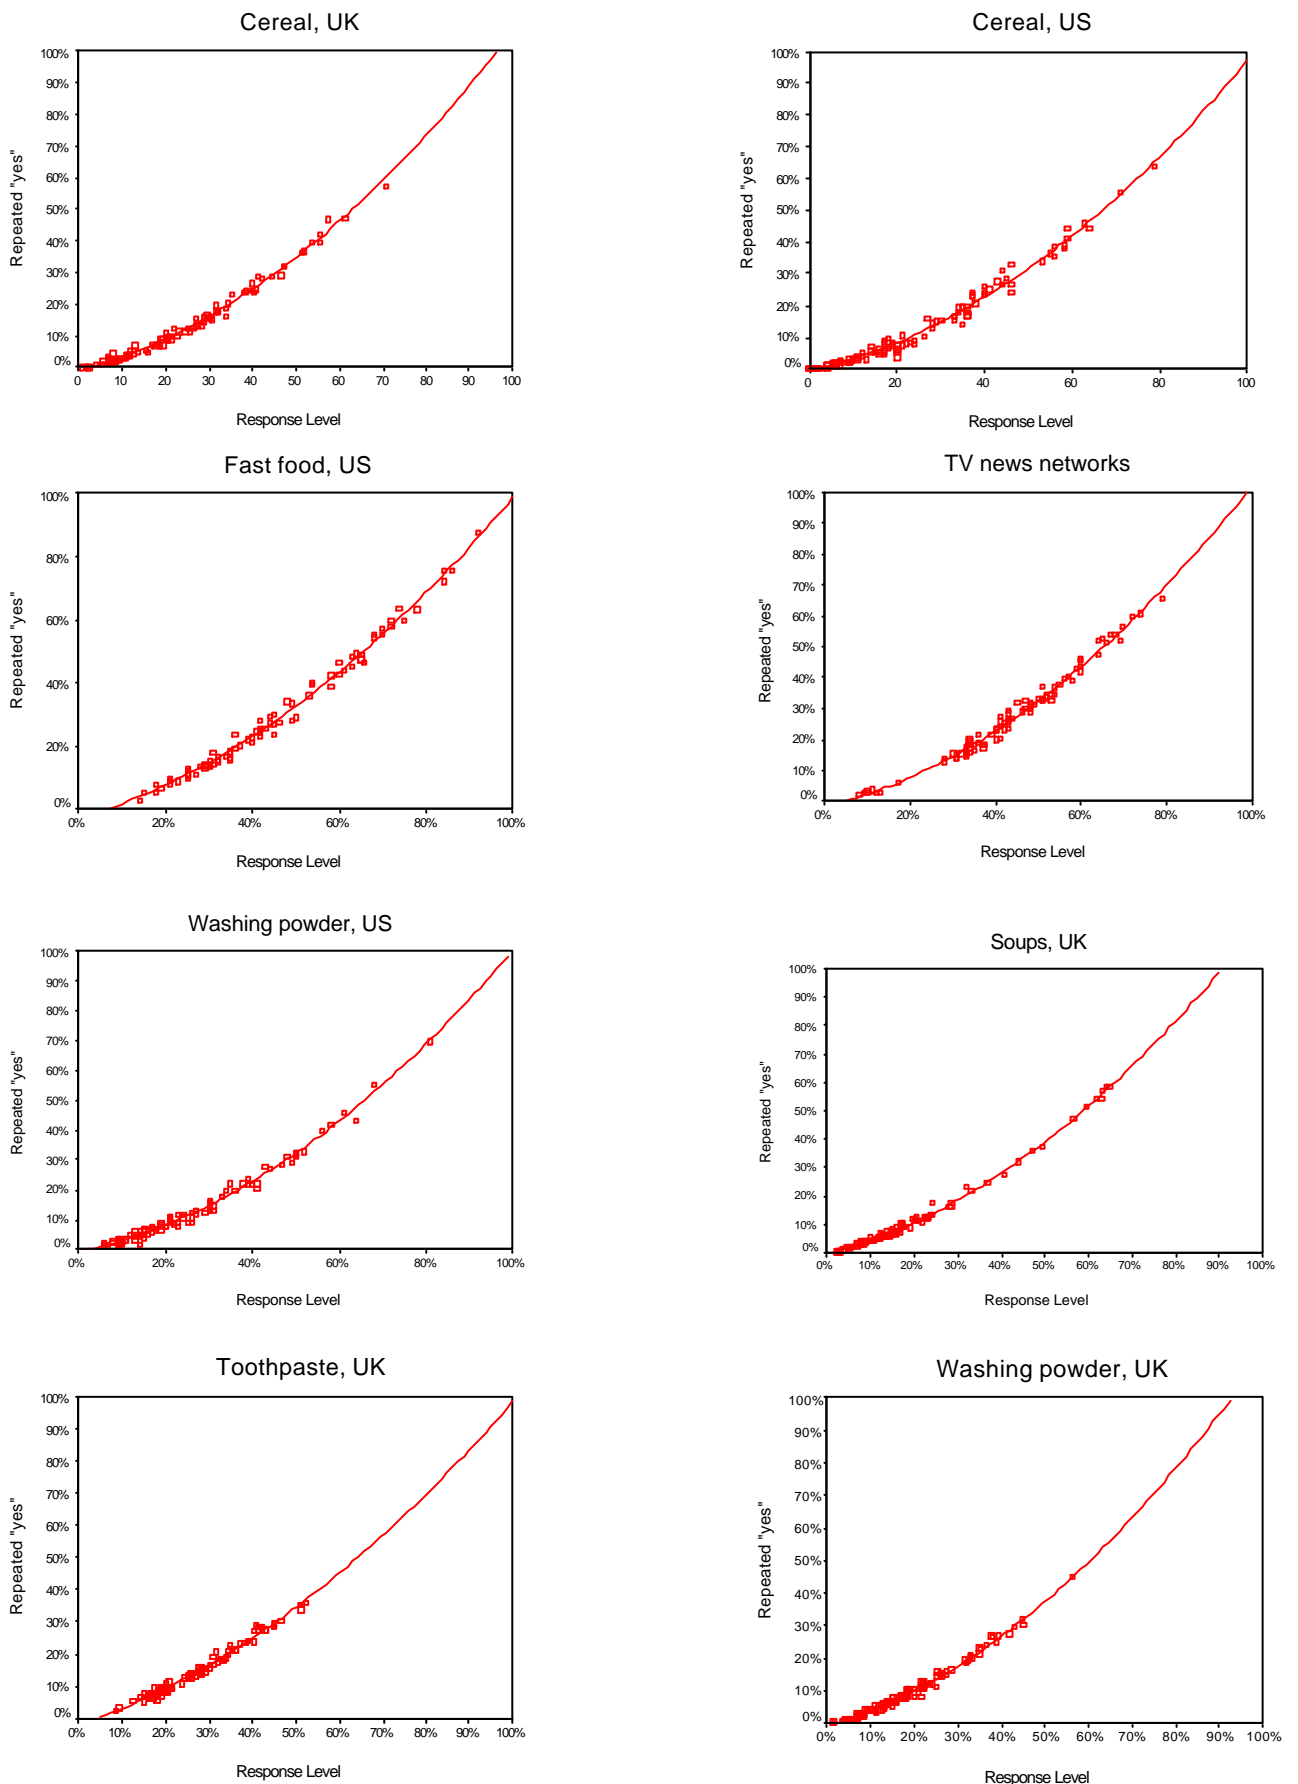 Cereal, UK
100%
90%
80%
70%
60%
50%
40%
30%
20%
10%
0%
0 10 20 30 40 50 60 70 80 90 100
Repeated "yes"
Response Level
Cereal, US
100%
90%
80%
70%
60%
50%
40%
30%
20%
10%
0%
0 20 40 60 80 100
Repeated "yes"
Response Level
Fast food, US
100%
80%
60%
40%
20%
0%
0% 20% 40% 60% 80% 100%
Repeated "yes"
Response Level
TV news networks
100%
90%
80%
70%
60%
50%
40%
30%
20%
10%
0%
0% 20% 40% 60% 80% 100%
Repeated "yes"
Response Level
Washing powder, US
100%
90%
80%
70%
60%
50%
40%
30%
20%
10%
0%
0% 20% 40% 60% 80% 100%
Repeated "yes"
Response Level
Soups, UK
100%
90%
80%
70%
60%
50%
40%
30%
20%
10%
0%
0% 10% 20% 30% 40% 50% 60% 70% 80% 90% 100%
Repeated "yes"
Response Level
Toothpaste, UK
100%
90%
80%
70%
60%
50%
40%
30%
20%
10%
0%
0% 10% 20% 30% 40% 50% 60% 70% 80% 90% 100%
Repeated "yes"
Response Level
Washing powder, UK
100%
90%
80%
70%
60%
50%
40%
30%
20%
10%
0%
0% 10% 20% 30% 40% 50% 60% 70% 80% 90% 100%
Repeated "yes"
Response Level